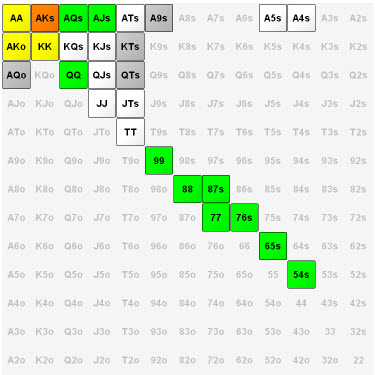 AA AKs AQs AJs ATs A9s A8s A7s A6s A5s A4s A3s A2s
AKo KK KQs KJs KTs K9s K8s K7s K6s K5s K4s K3s K2s
AQo KQo QQ QJs QTs Q9s Q8s Q7s Q6s Q5s Q4s Q3s Q2s
AJo KJo QJo JJ JTs J9s J8s J7s J6s J5s J4s J3s J2s
ATo KTo QTo JTo TT T9s T8s T7s T6s T5s T4s T3s T2s
A9o K9o Q9o J9o T9o 99 98s 97s 96s 95s 94s 93s 92s
A8o K8o Q8o J8o T8o 98o 88 87s 86s 85s 84s 83s 82s
A7o K7o Q7o J7o T7o 97o 87o 77 76s 75s 74s 73s 72s
A6o K6o Q6o J6o T6o 96o 86o 76o 66 65s 64s 63s 62s
A5o K5o Q5o J5o T5o 95o 85o 75o 65o 55 54s 53s 52s
A4o K4o Q4o J4o T4o 94o 84o 74o 64o 54o 44 43s 42s
A3o K3o Q3o J3o T3o 93o 83o 73o 63o 53o 43o 33 32s
A2o K2o Q2o J2o T2o 92o 82o 72o 62o 52o 42o 32o 22